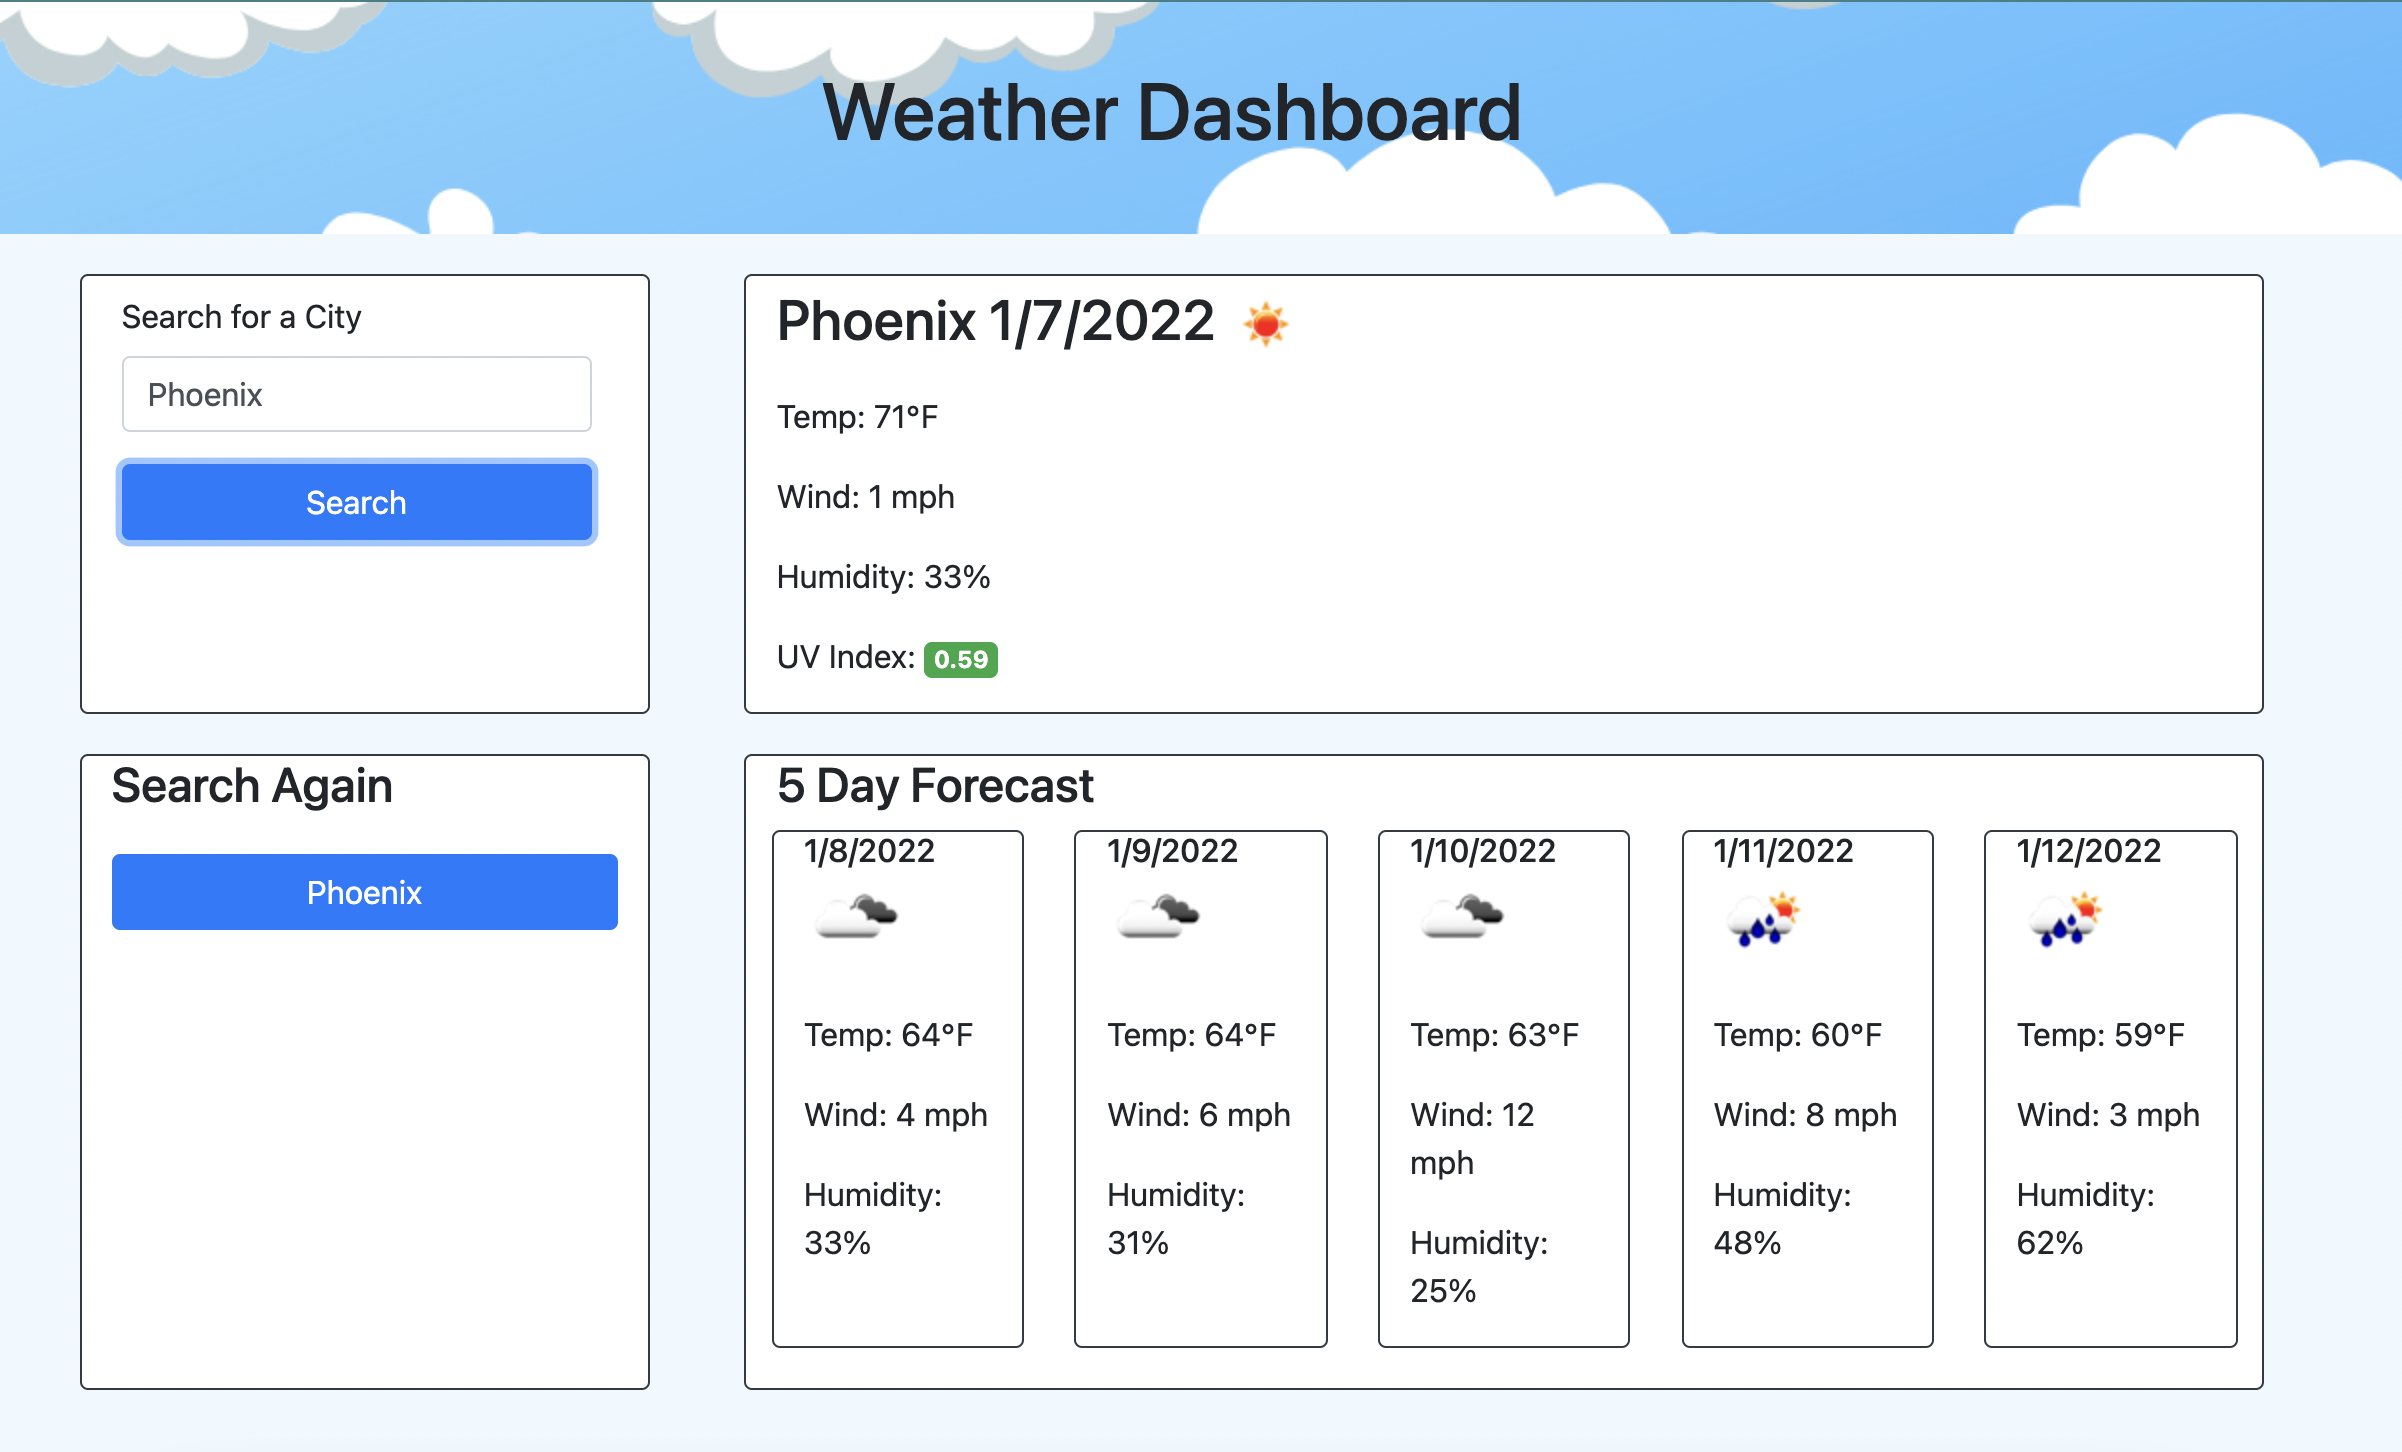 Weather Dashboard
Search for a City
Phoenix
Search
Phoenix 1/7/2022
Temp: 71°F
Wind: 1 mph
Humidity: 33%
UV Index: 0.59
Search Again
Phoenix
5 Day Forecast
1/8/2022
Temp: 64°F
Wind: 4 mph
Humidity:
33%
1/9/2022
Temp: 64°F
Wind: 6 mph
Humidity:
31%
1/10/2022
Temp: 63°F
Wind: 12
mph
Humidity:
25%
1/11/2022
Temp: 60°F
Wind: 8 mph
Humidity:
48%
1/12/2022
Temp: 59°F
Wind: 3 mph
Humidity:
62%